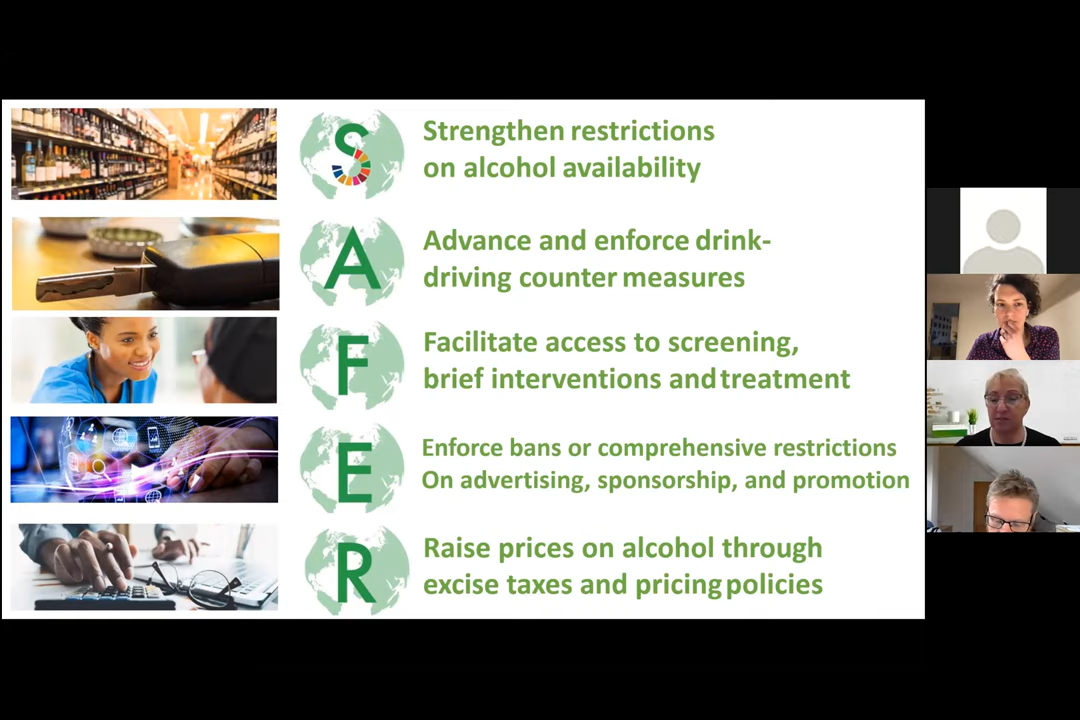 S
Strengthen restrictions
on alcohol availability
A
Advance and enforce drink-
driving counter measures
F
Facilitate access to screening,
brief interventions and treatment
E
Enforce bans or comprehensive restrictions
On advertising, sponsorship, and promotion
R
Raise prices on alcohol through
excise taxes and pricing policies